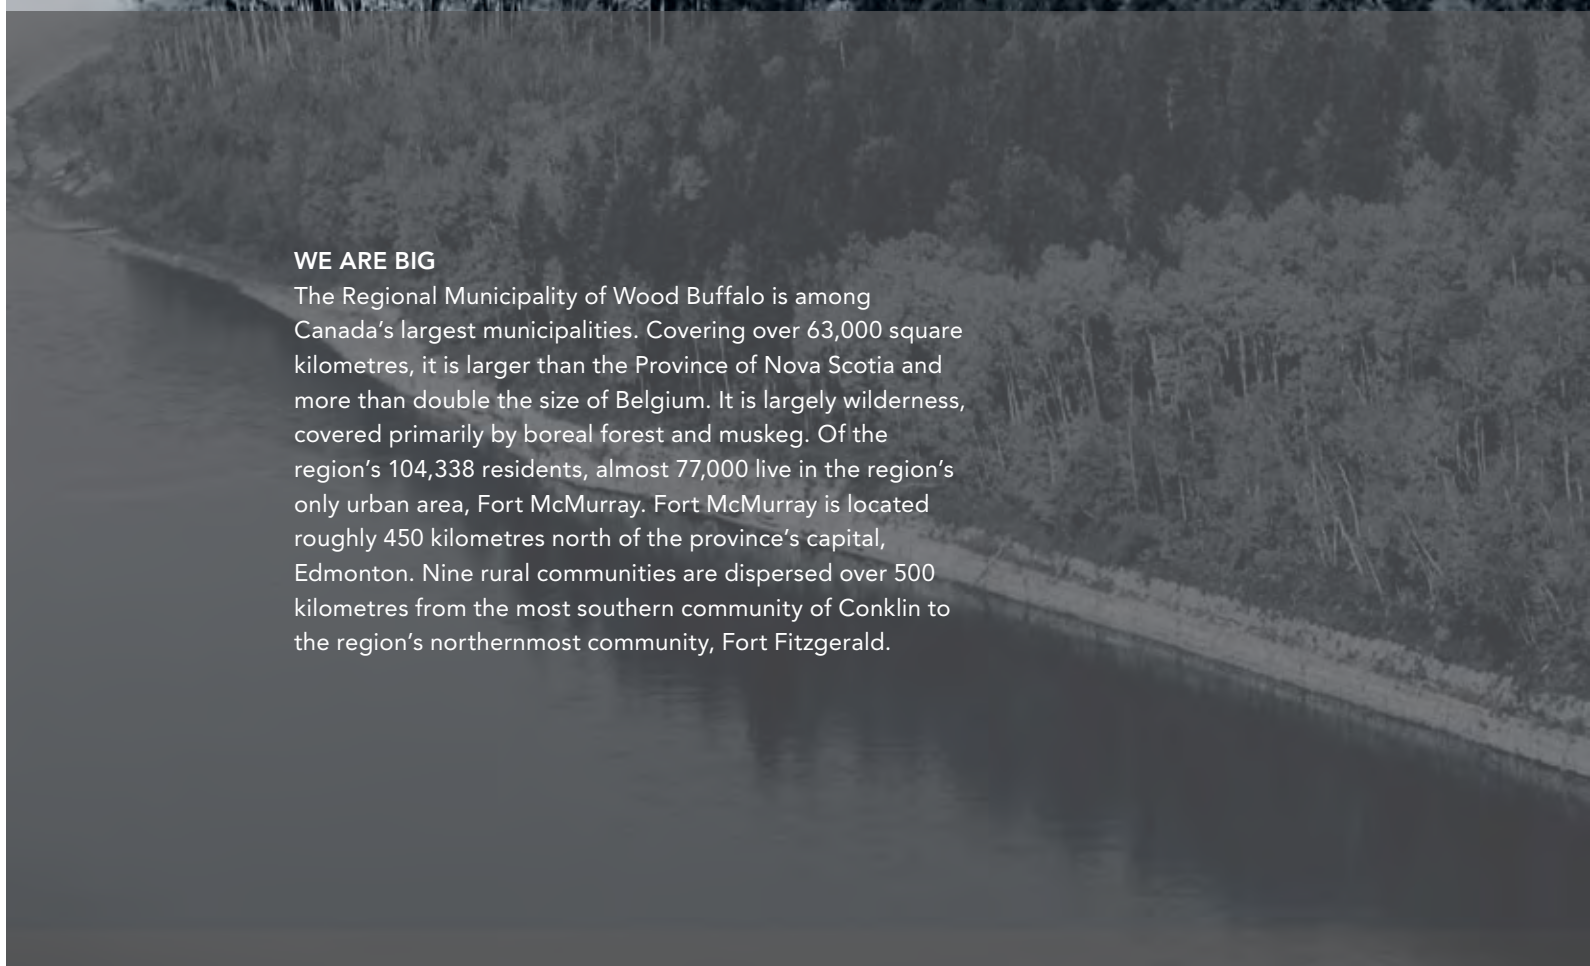 WE ARE BIG
The Regional Municipality of Wood Buffalo is among
Canada’s largest municipalities. Covering over 63,000 square
kilometres, it is larger than the Province of Nova Scotia and
more than double the size of Belgium. It is largely wilderness,
covered primarily by boreal forest and muskeg. Of the
region’s 104,338 residents, almost 77,000 live in the region’s
only urban area, Fort McMurray. Fort McMurray is located
roughly 450 kilometres north of the province’s capital,
Edmonton. Nine rural communities are dispersed over 500
kilometres from the most southern community of Conklin to
the region’s northernmost community, Fort Fitzgerald.